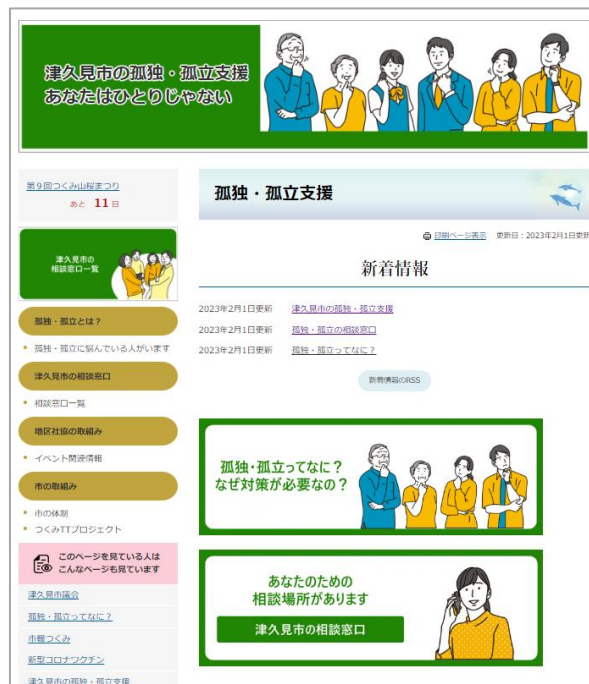 津久見市の孤独・孤立支援
あなたはひとりじゃない
第9回つくみ山桜まつり
あと 11 日
津久見市の
相談窓口一覧
孤独・孤立とは？
孤独・孤立に悩んでいる人がいます
津久見市の相談窓口
相談窓口一覧
地区社協の取組み
イベント関連情報
市の取組み
市の体制
つくみTTプロジェクト
このページを見ている人は
こんなページも見ています
津久見市議会
孤独・孤立ってなに？
市報つくみ
新型コロナワクチン
津久見市の孤独・孤立支援
孤独・孤立支援
印刷ページ表示 更新日：2023年2月1日更新
新着情報
2023年2月1日更新 津久見市の孤独・孤立支援
2023年2月1日更新 孤独・孤立の相談窓口
2023年2月1日更新 孤独・孤立ってなに？
新着情報のRSS
孤独・孤立ってなに？
なぜ対策が必要なの？
あなたのための
相談場所があります
津久見市の相談窓口